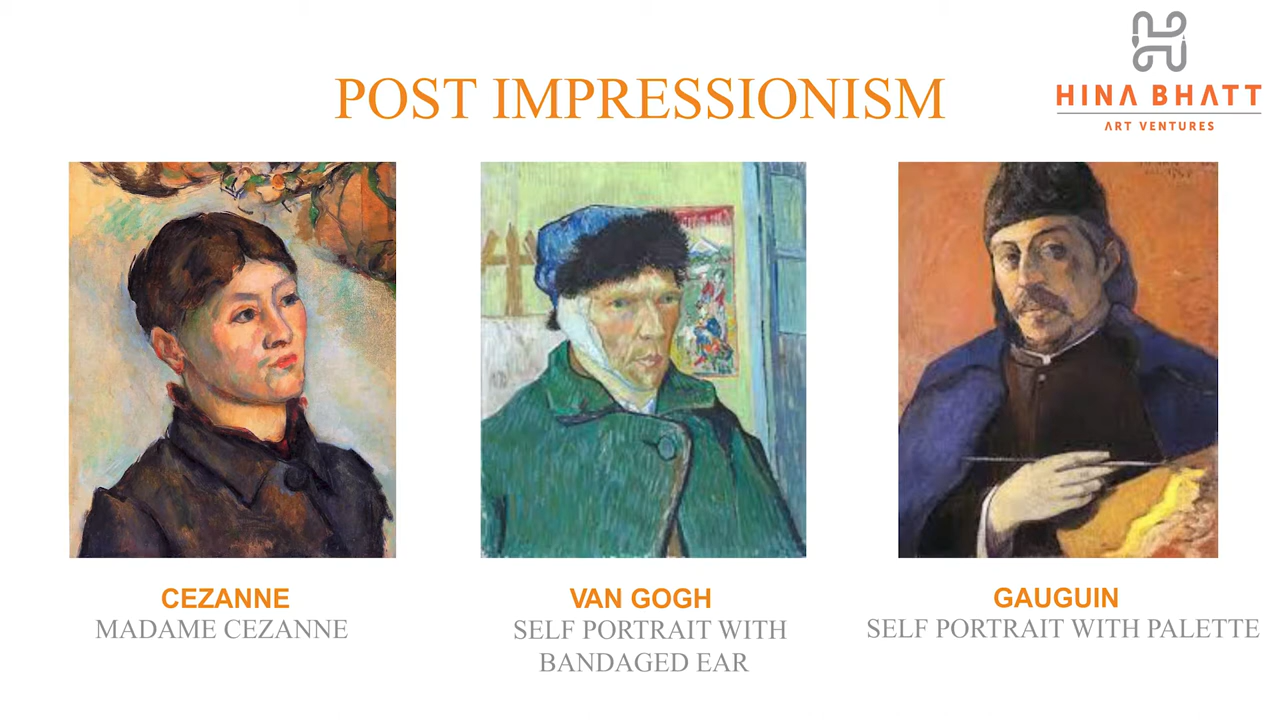 POST IMPRESSIONISM
HINA BHATT
ART VENTURES
CEZANNE
MADAME CEZANNE
VAN GOGH
SELF PORTRAIT WITH
BANDAGED EAR
GAUGUIN
SELF PORTRAIT WITH PALETTE